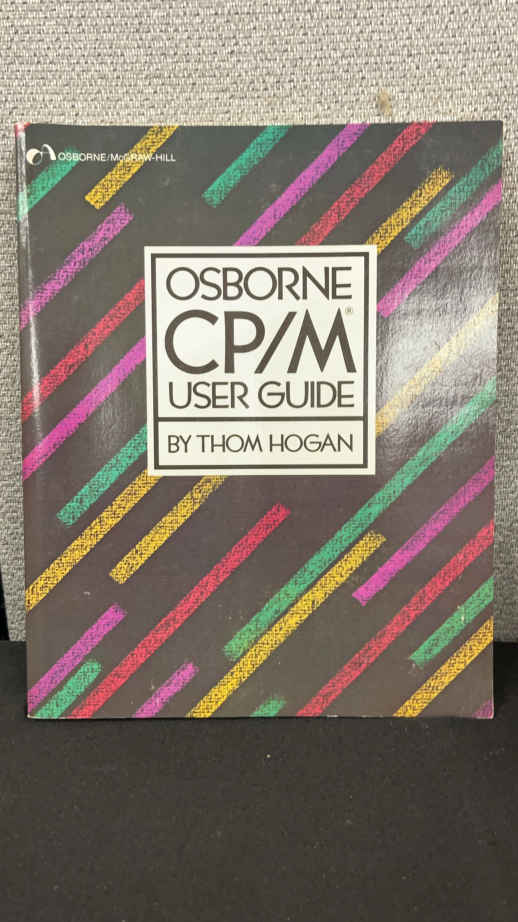 OSBORNE/McGRAW-HILL
OSBORNE
CP/M®
USER GUIDE
BY THOM HOGAN